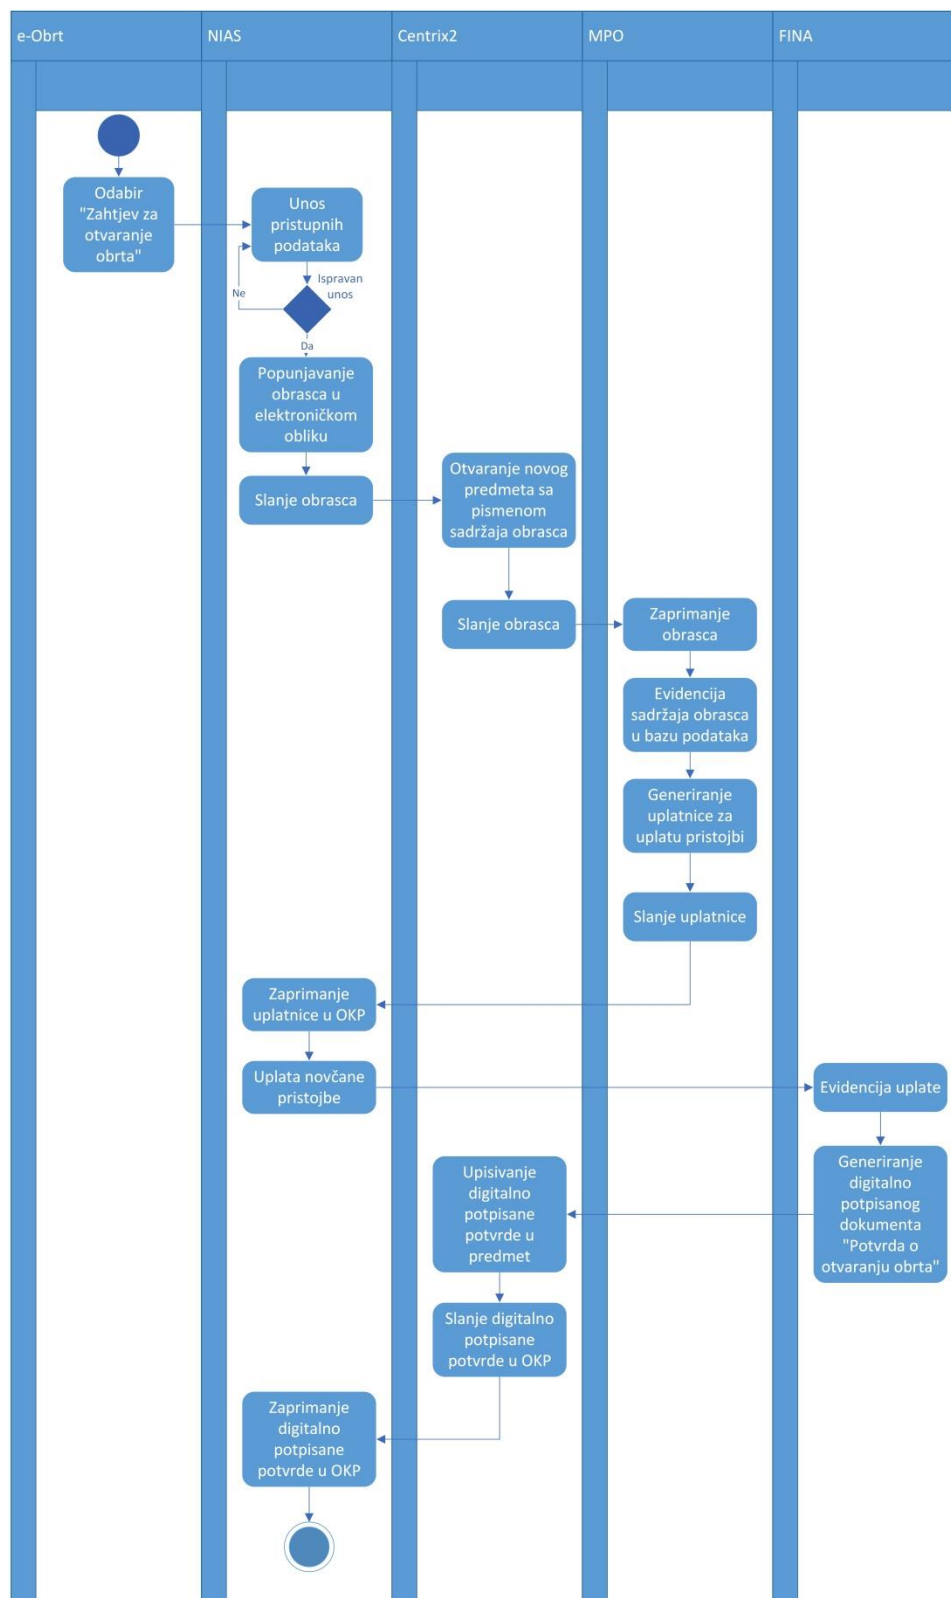 e-Obrt
NIAS
Centrix2
MPO
FINA
Odabir
"Zahtjev za
otvaranje
obrta"
Unos
pristupnih
podataka
Ispravan
unos
Ne
Da
Popunjavanje
obrasca u
elektroničkom
obliku
Slanje obrasca
Otvaranje novog
predmeta sa
pismenom
sadržaja obrasca
Slanje obrasca
Zaprimanje
obrasca
Evidencija
sadržaja obrasca
u bazu podataka
Generiranje
uplatnice za
uplatu pristojbi
Slanje uplatnice
Zaprimanje
uplatnice u OKP
Uplata novčane
pristojbe
Evidencija uplate
Generiranje
digitalno
potpisanog
dokumenta
"Potvrda o
otvaranju obrta"
Upisivanje
digitalno
potpisane
potvrde u
predmet
Slanje digitalno
potpisane
potvrde u OKP
Zaprimanje
digitalno
potpisane
potvrde u OKP